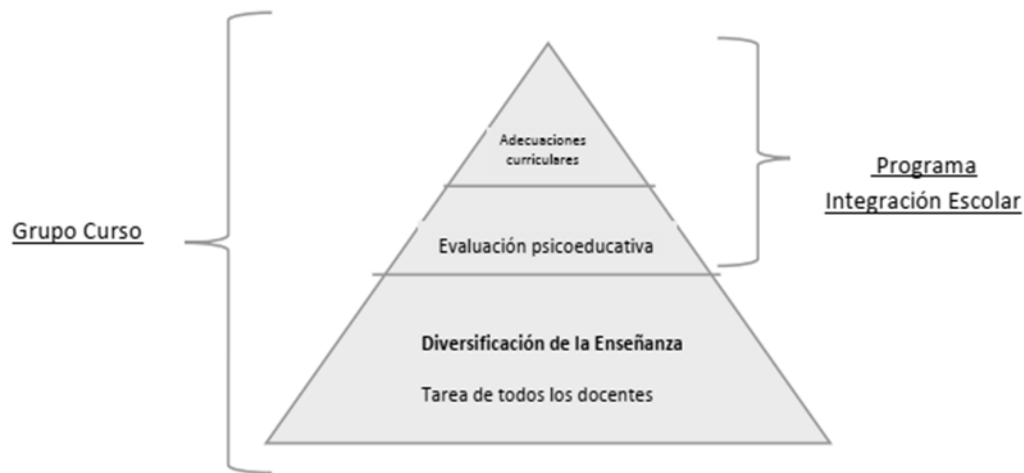 Adecuaciones
curriculares
Programa
Integración Escolar
Grupo Curso
Evaluación psicoeducativa
Diversificación de la Enseñanza
Tarea de todos los docentes